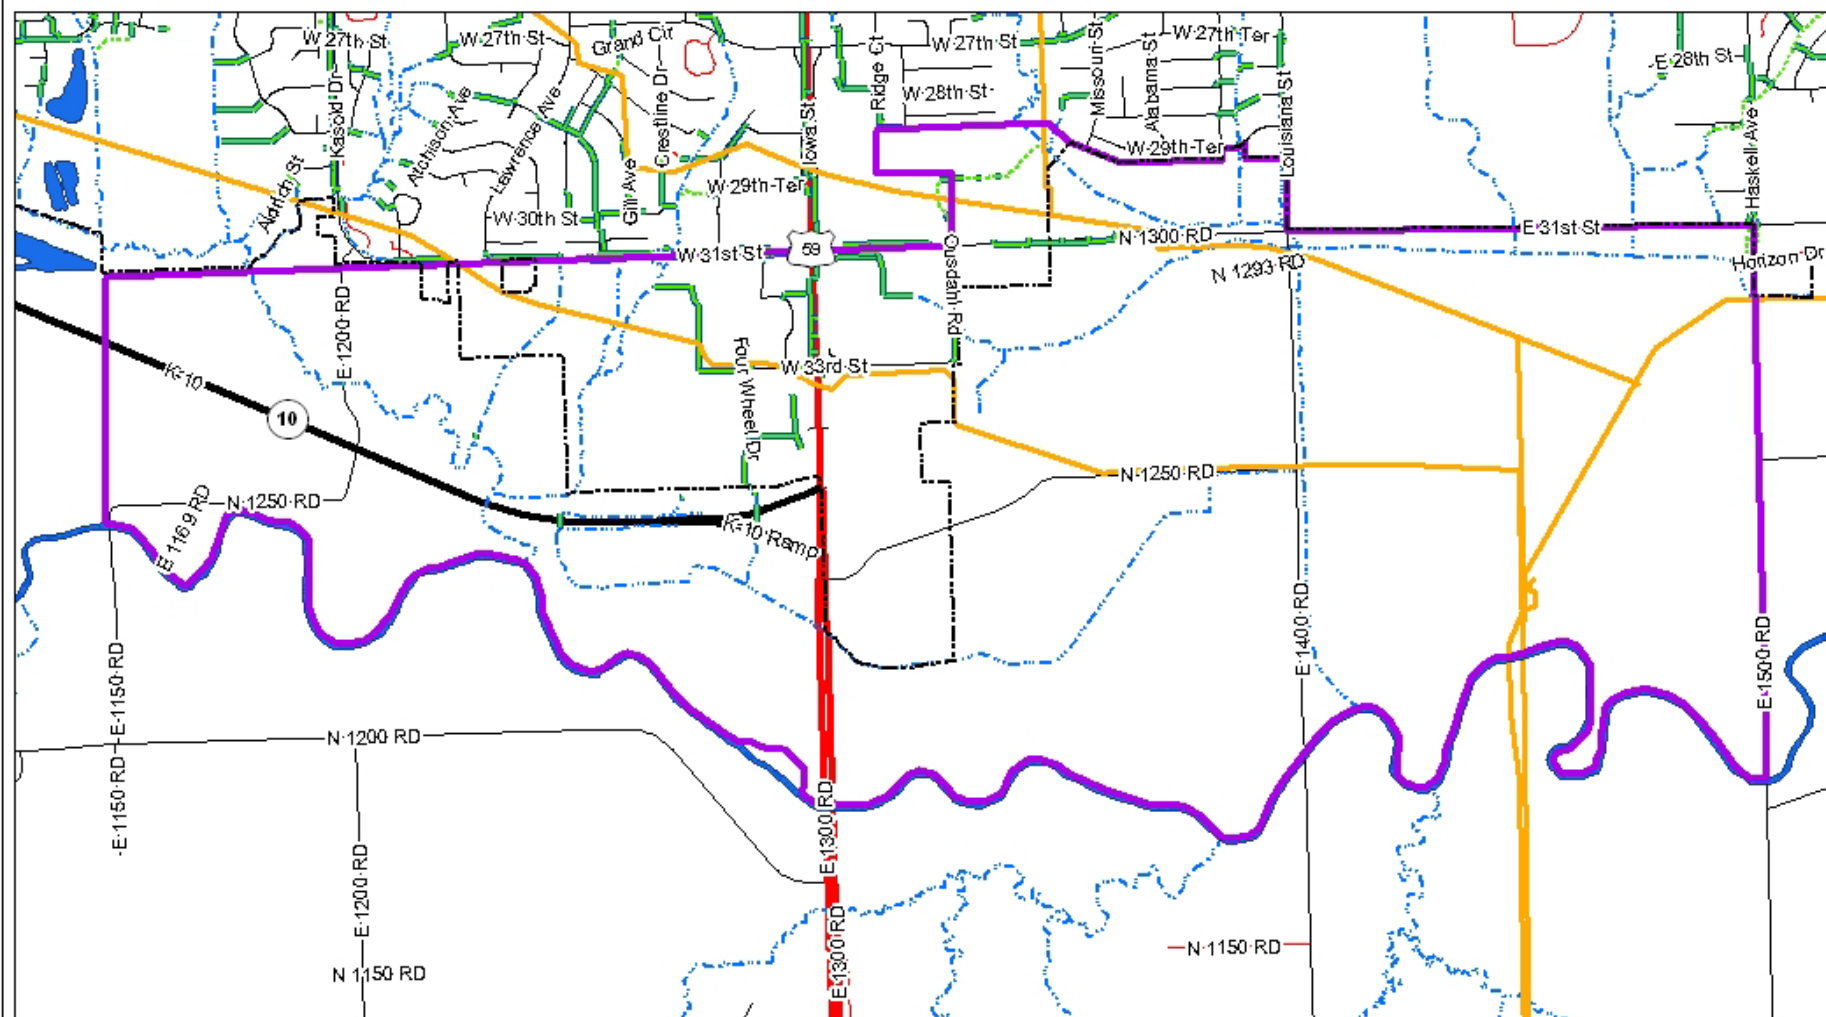 W 27th St
W 27th St
Grand Cir
W 27th St
W 27th Ter
E 28th St
Kasold Dr
Atchison Ave
Lawrence Ave
Crestline Dr
Iowa St
Ridge Ct
W 28th St
Missouri St
Alabama St
Louisiana St
Haskell Ave
Aldrich St
Gill Ave
W 29th Ter
W 29th Ter
W 30th St
W 31st St
59
Ousdahl Rd
N 1300 RD
E 31st St
N 1293 RD
Horizon Dr
E 1200 RD
K-10
10
Four Wheel Dr
W 33rd St
N 1250 RD
N 1250 RD
E 1169 RD
K-10 Ramp
E 1400 RD
E 1500 RD
E 1150 RD
N 1200 RD
E 1150 RD
E 1300 RD
E 1200 RD
E 1300 RD
N 1150 RD
N 1150 RD